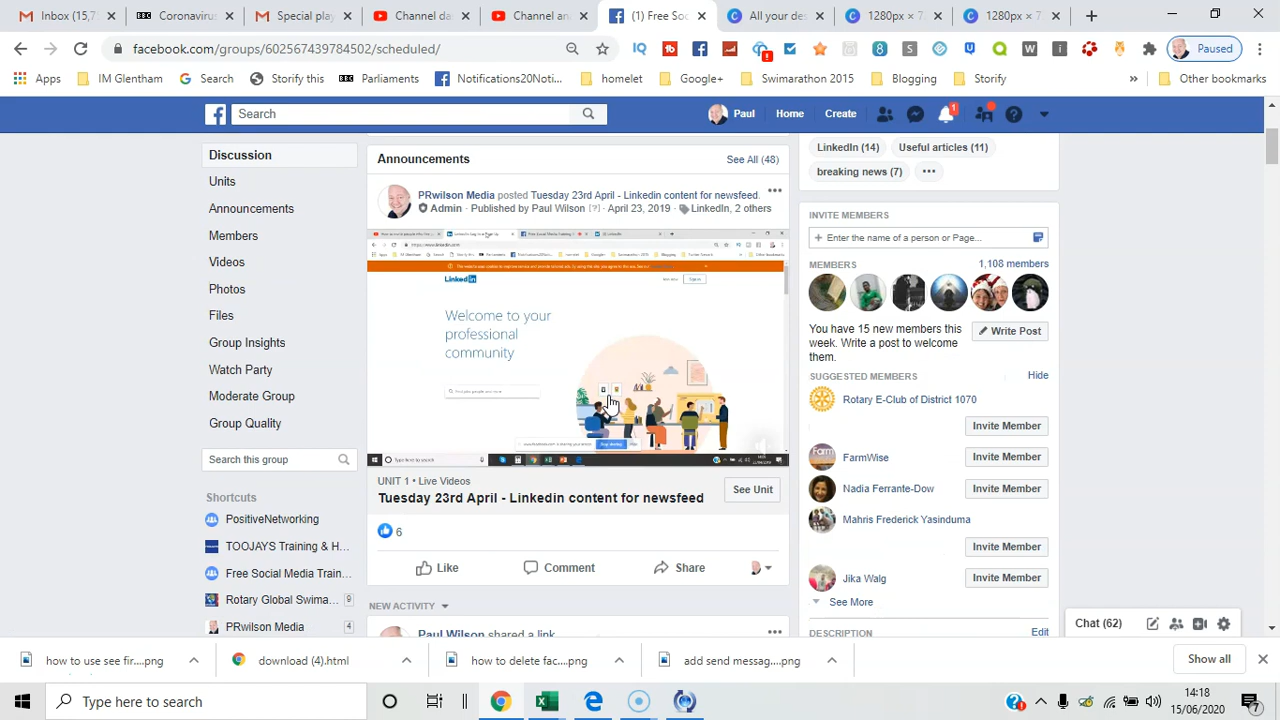 Inbox (15,7
Coronavirus
Special play
YouTube da
Channel an
(1) Free Soc
All your des
1280px × 7
1280px × 7
facebook.com/groups/602567439784502/scheduled/
Paused
Apps
IM Glentham
Search
Storify this
Parliaments
Notifications20Noti...
homelet
Google+
Swimarathon 2015
Blogging
Storify
»
Other bookmarks
Search
Paul
Home
Create
1
Discussion
Units
Announcements
Members
Videos
Photos
Files
Group Insights
Watch Party
Moderate Group
Group Quality
Search this group
Shortcuts
PositiveNetworking
TOOJAYS Training & H...
Free Social Media Train...
Rotary Global Swima... 9
PRwilson Media 4
Announcements
See All (48)
PRwilson Media posted Tuesday 23rd April - Linkedin content for newsfeed.
Admin · Published by Paul Wilson [?] · April 23, 2019 · LinkedIn, 2 others
Linked in
Welcome to your
professional
community
UNIT 1 • Live Videos
Tuesday 23rd April - Linkedin content for newsfeed
See Unit
6
Like
Comment
Share
NEW ACTIVITY
Paul Wilson shared a link.
LinkedIn (14)
Useful articles (11)
breaking news (7)
INVITE MEMBERS
+ Enter the name of a person or Page...
MEMBERS
1,108 members
You have 15 new members this
week. Write a post to welcome
them.
Write Post
SUGGESTED MEMBERS
Hide
Rotary E-Club of District 1070
Invite Member
FarmWise
Invite Member
Nadia Ferrante-Dow
Invite Member
Mahris Frederick Yasinduma
Invite Member
Jika Walg
Invite Member
See More
DESCRIPTION
Edit
Chat (62)
how to use see fir....png
download (4).html
how to delete fac....png
add send messag....png
Show all
Type here to search
14:18
15/06/2020
7